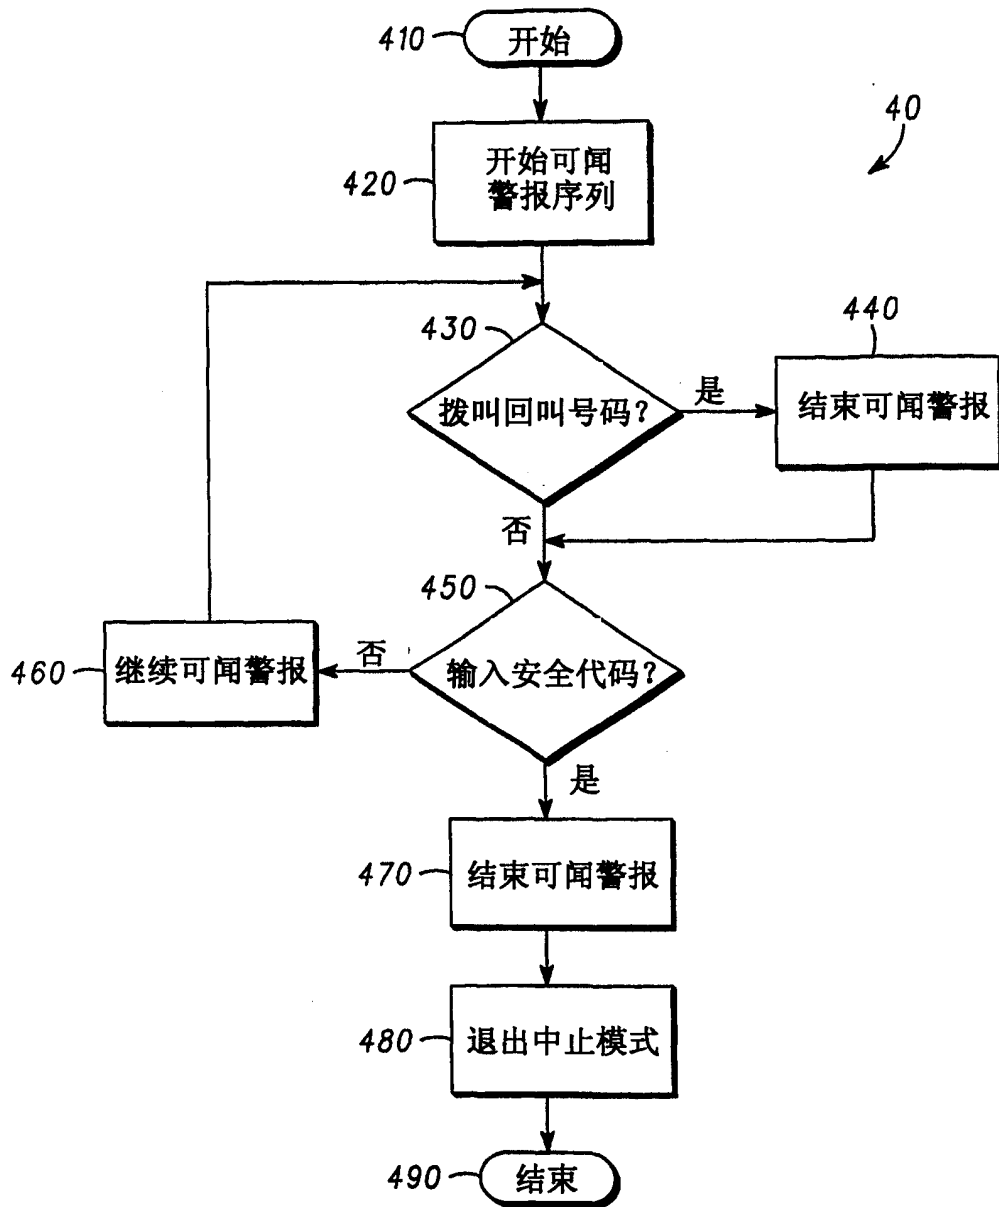 410
开始
40
420
开始可闻
警报序列
430
拨叫回叫号码?
是
440
结束可闻警报
否
450
输入安全代码?
否
460
继续可闻警报
是
470
结束可闻警报
480
退出中止模式
490
结束